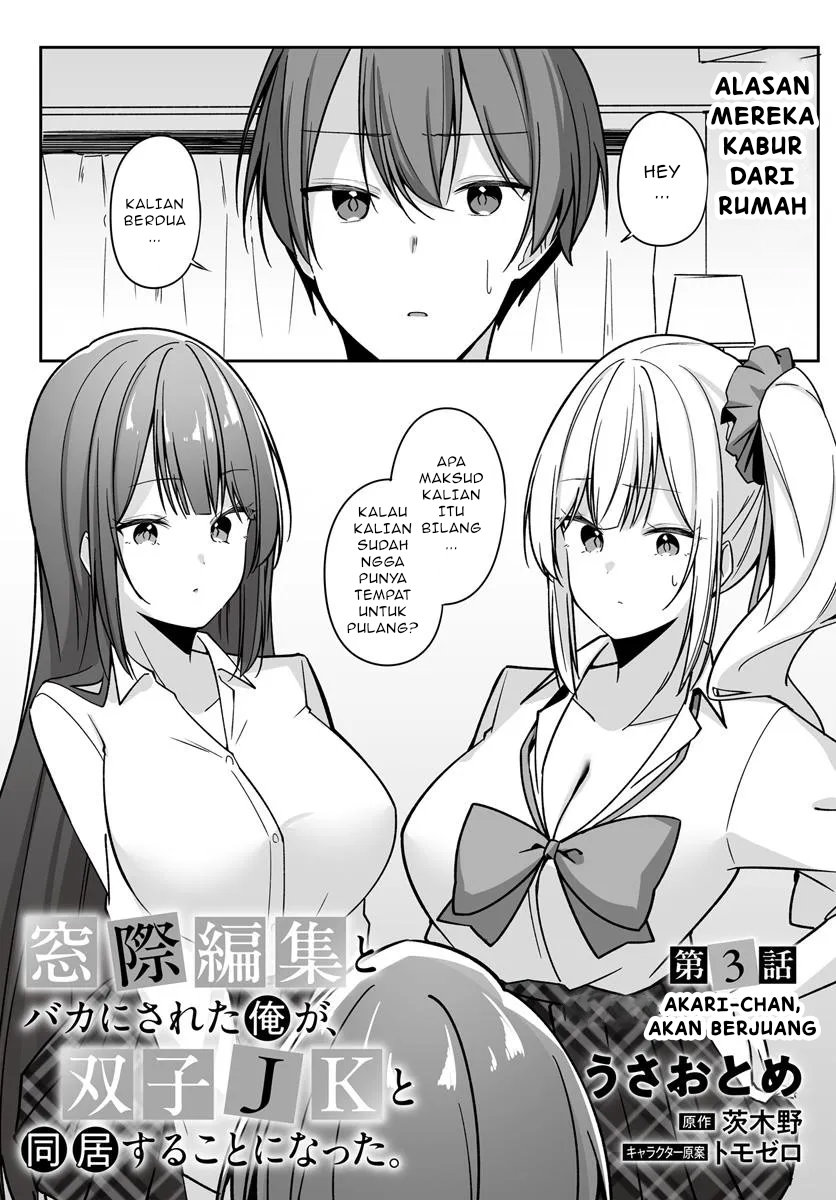 ALASAN
MEREKA
KABUR
DARI
RUMAH
HEY
...
KALIAN
BERDUA
...
APA
MAKSUD
KALIAN
ITU
BILANG
...
KALAU
KALIAN
SUDAH
NGGA
PUNYA
TEMPAT
UNTUK
PULANG?
窓際編集と
バカにされた俺が、
双子JKと
同居することになった。
第3話
AKARI-CHAN,
AKAN BERJUANG
うさおとめ
原作 茨木野
キャラクター原案 トモゼロ